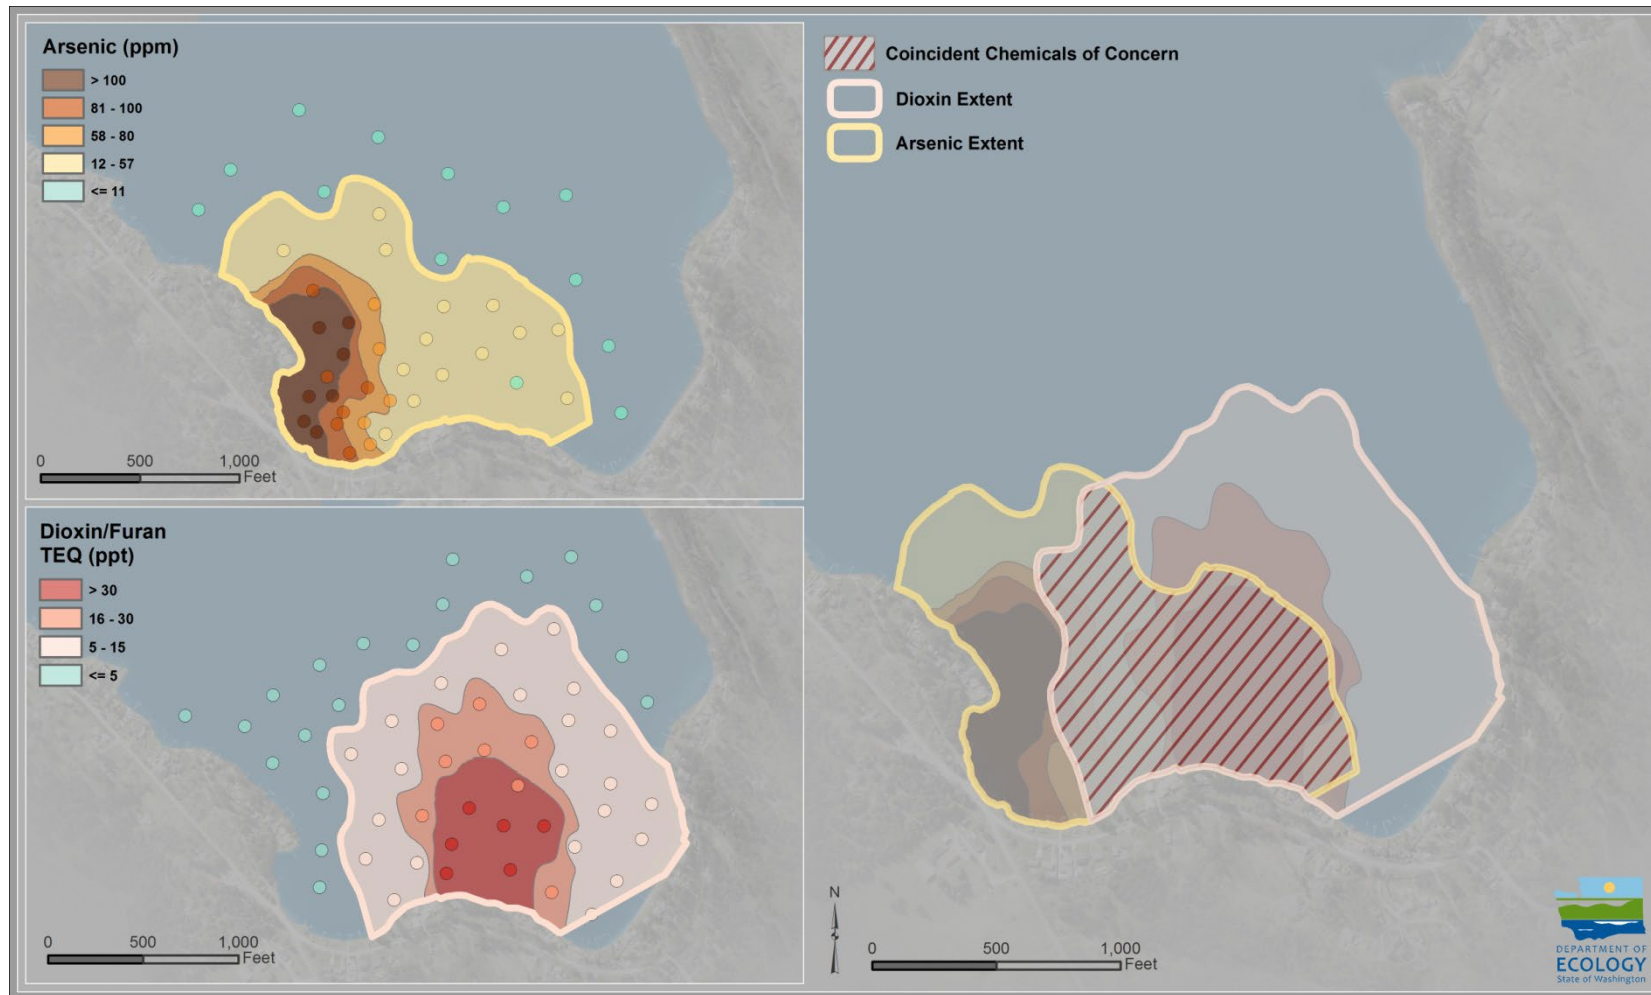 Arsenic (ppm)
> 100
81 - 100
58 - 80
12 - 57
<= 11
0 500 1,000
Feet
Dioxin/Furan
TEQ (ppt)
> 30
16 - 30
5 - 15
<= 5
0 500 1,000
Feet
Coincident Chemicals of Concern
Dioxin Extent
Arsenic Extent
N
0 500 1,000
Feet
DEPARTMENT OF
ECOLOGY
State of Washington